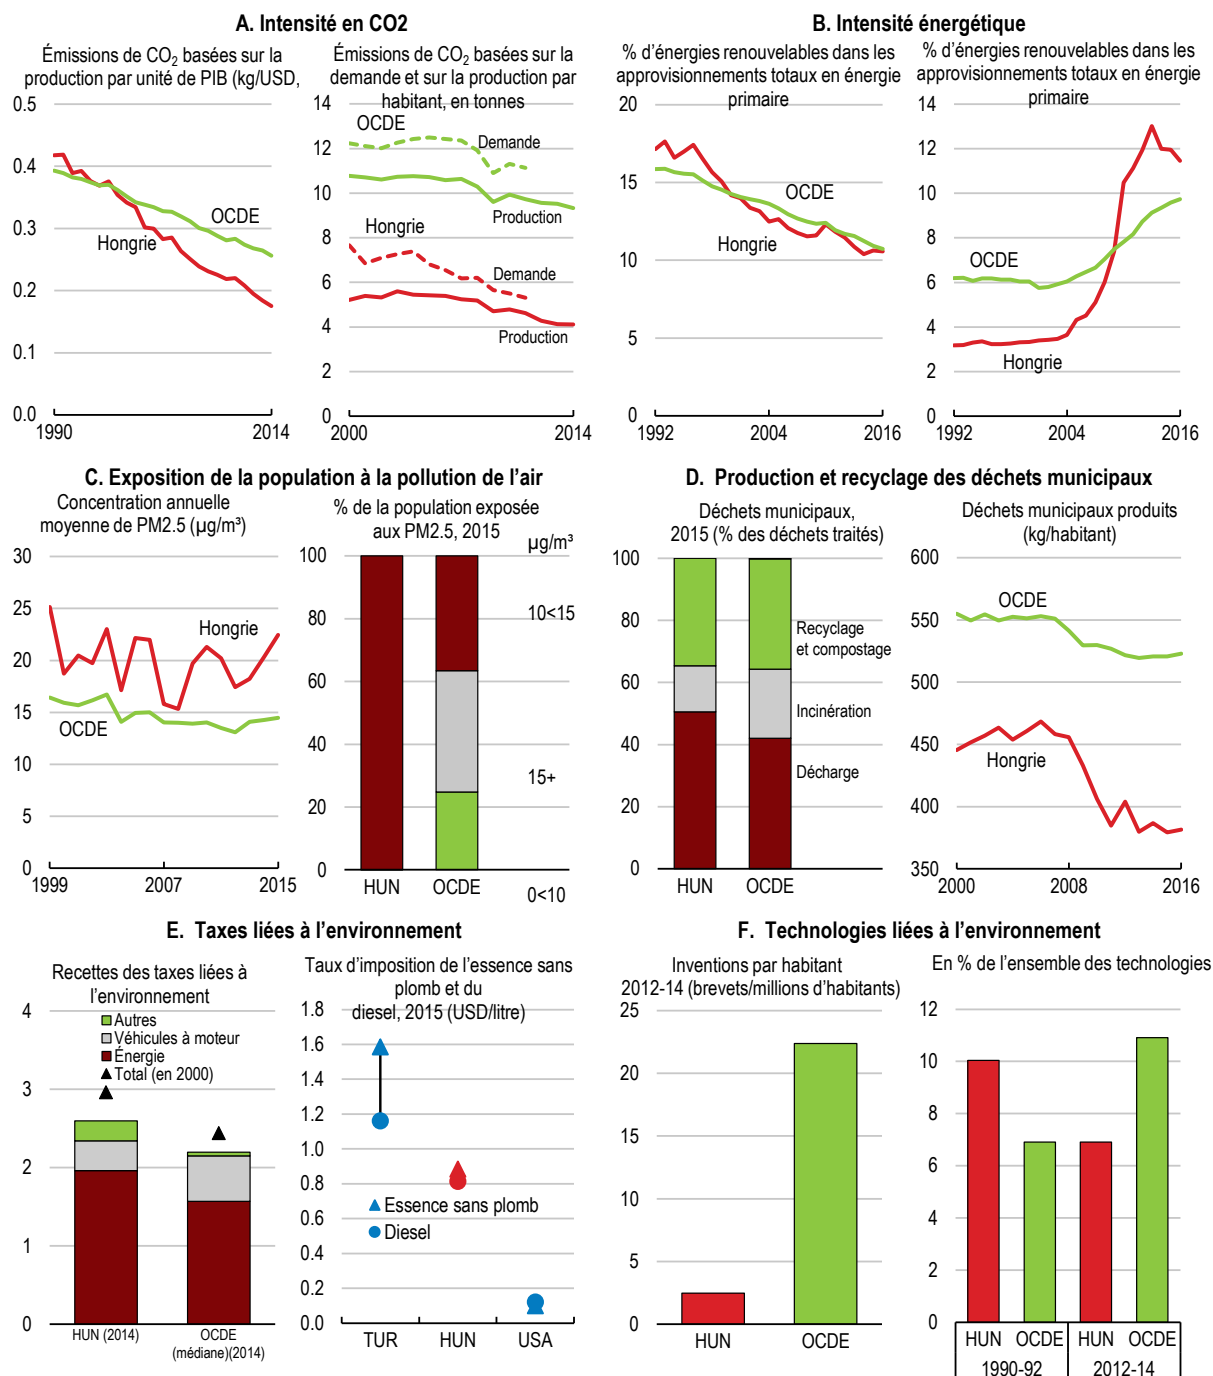 A. Intensité en CO2
Émissions de CO2 basées sur la
production par unité de PIB (kg/USD,
0.5
0.4
0.3
0.2
0.1
0.0
OCDE
Hongrie
1990
2014
Émissions de CO2 basées sur la
demande et sur la production par
habitant, en tonnes
14
12
10
8
6
4
2
0
OCDE
Demande
Production
Hongrie
Demande
Production
2000
2014
B. Intensité énergétique
% d’énergies renouvelables dans les
approvisionnements totaux en énergie
primaire
20
15
10
5
0
OCDE
Hongrie
1992
2004
2016
% d’énergies renouvelables dans les
approvisionnements totaux en énergie
primaire
14
12
10
8
6
4
2
0
OCDE
Hongrie
1992
2004
2016
C. Exposition de la population à la pollution de l’air
Concentration annuelle
moyenne de PM2.5 (µg/m³)
30
25
20
15
10
5
0
Hongrie
OCDE
1999
2007
2015
% de la population exposée
aux PM2.5, 2015
µg/m³
100
80
60
40
20
0
10<15
15+
0<10
HUN
OCDE
D. Production et recyclage des déchets municipaux
Déchets municipaux,
2015 (% des déchets traités)
100
80
60
40
20
0
Recyclage
et compostage
Incinération
Décharge
HUN
OCDE
Déchets municipaux produits
(kg/habitant)
600
550
500
450
400
350
OCDE
Hongrie
2000
2008
2016
E. Taxes liées à l’environnement
Recettes des taxes liées à
l’environnement
4
3
2
1
0
Autres
Véhicules à moteur
Énergie
Total (en 2000)
HUN (2014)
OCDE
(médiane)(2014)
Taux d’imposition de l’essence sans
plomb et du
diesel, 2015 (USD/litre)
1.8
1.6
1.4
1.2
1.0
0.8
0.6
0.4
0.2
0.0
Essence sans plomb
Diesel
TUR
HUN
USA
F. Technologies liées à l’environnement
Inventions par habitant
2012-14 (brevets/millions d’habitants)
25
20
15
10
5
0
HUN
OCDE
En % de l’ensemble des technologies
12
10
8
6
4
2
0
HUN
OCDE
HUN
OCDE
1990-92
2012-14